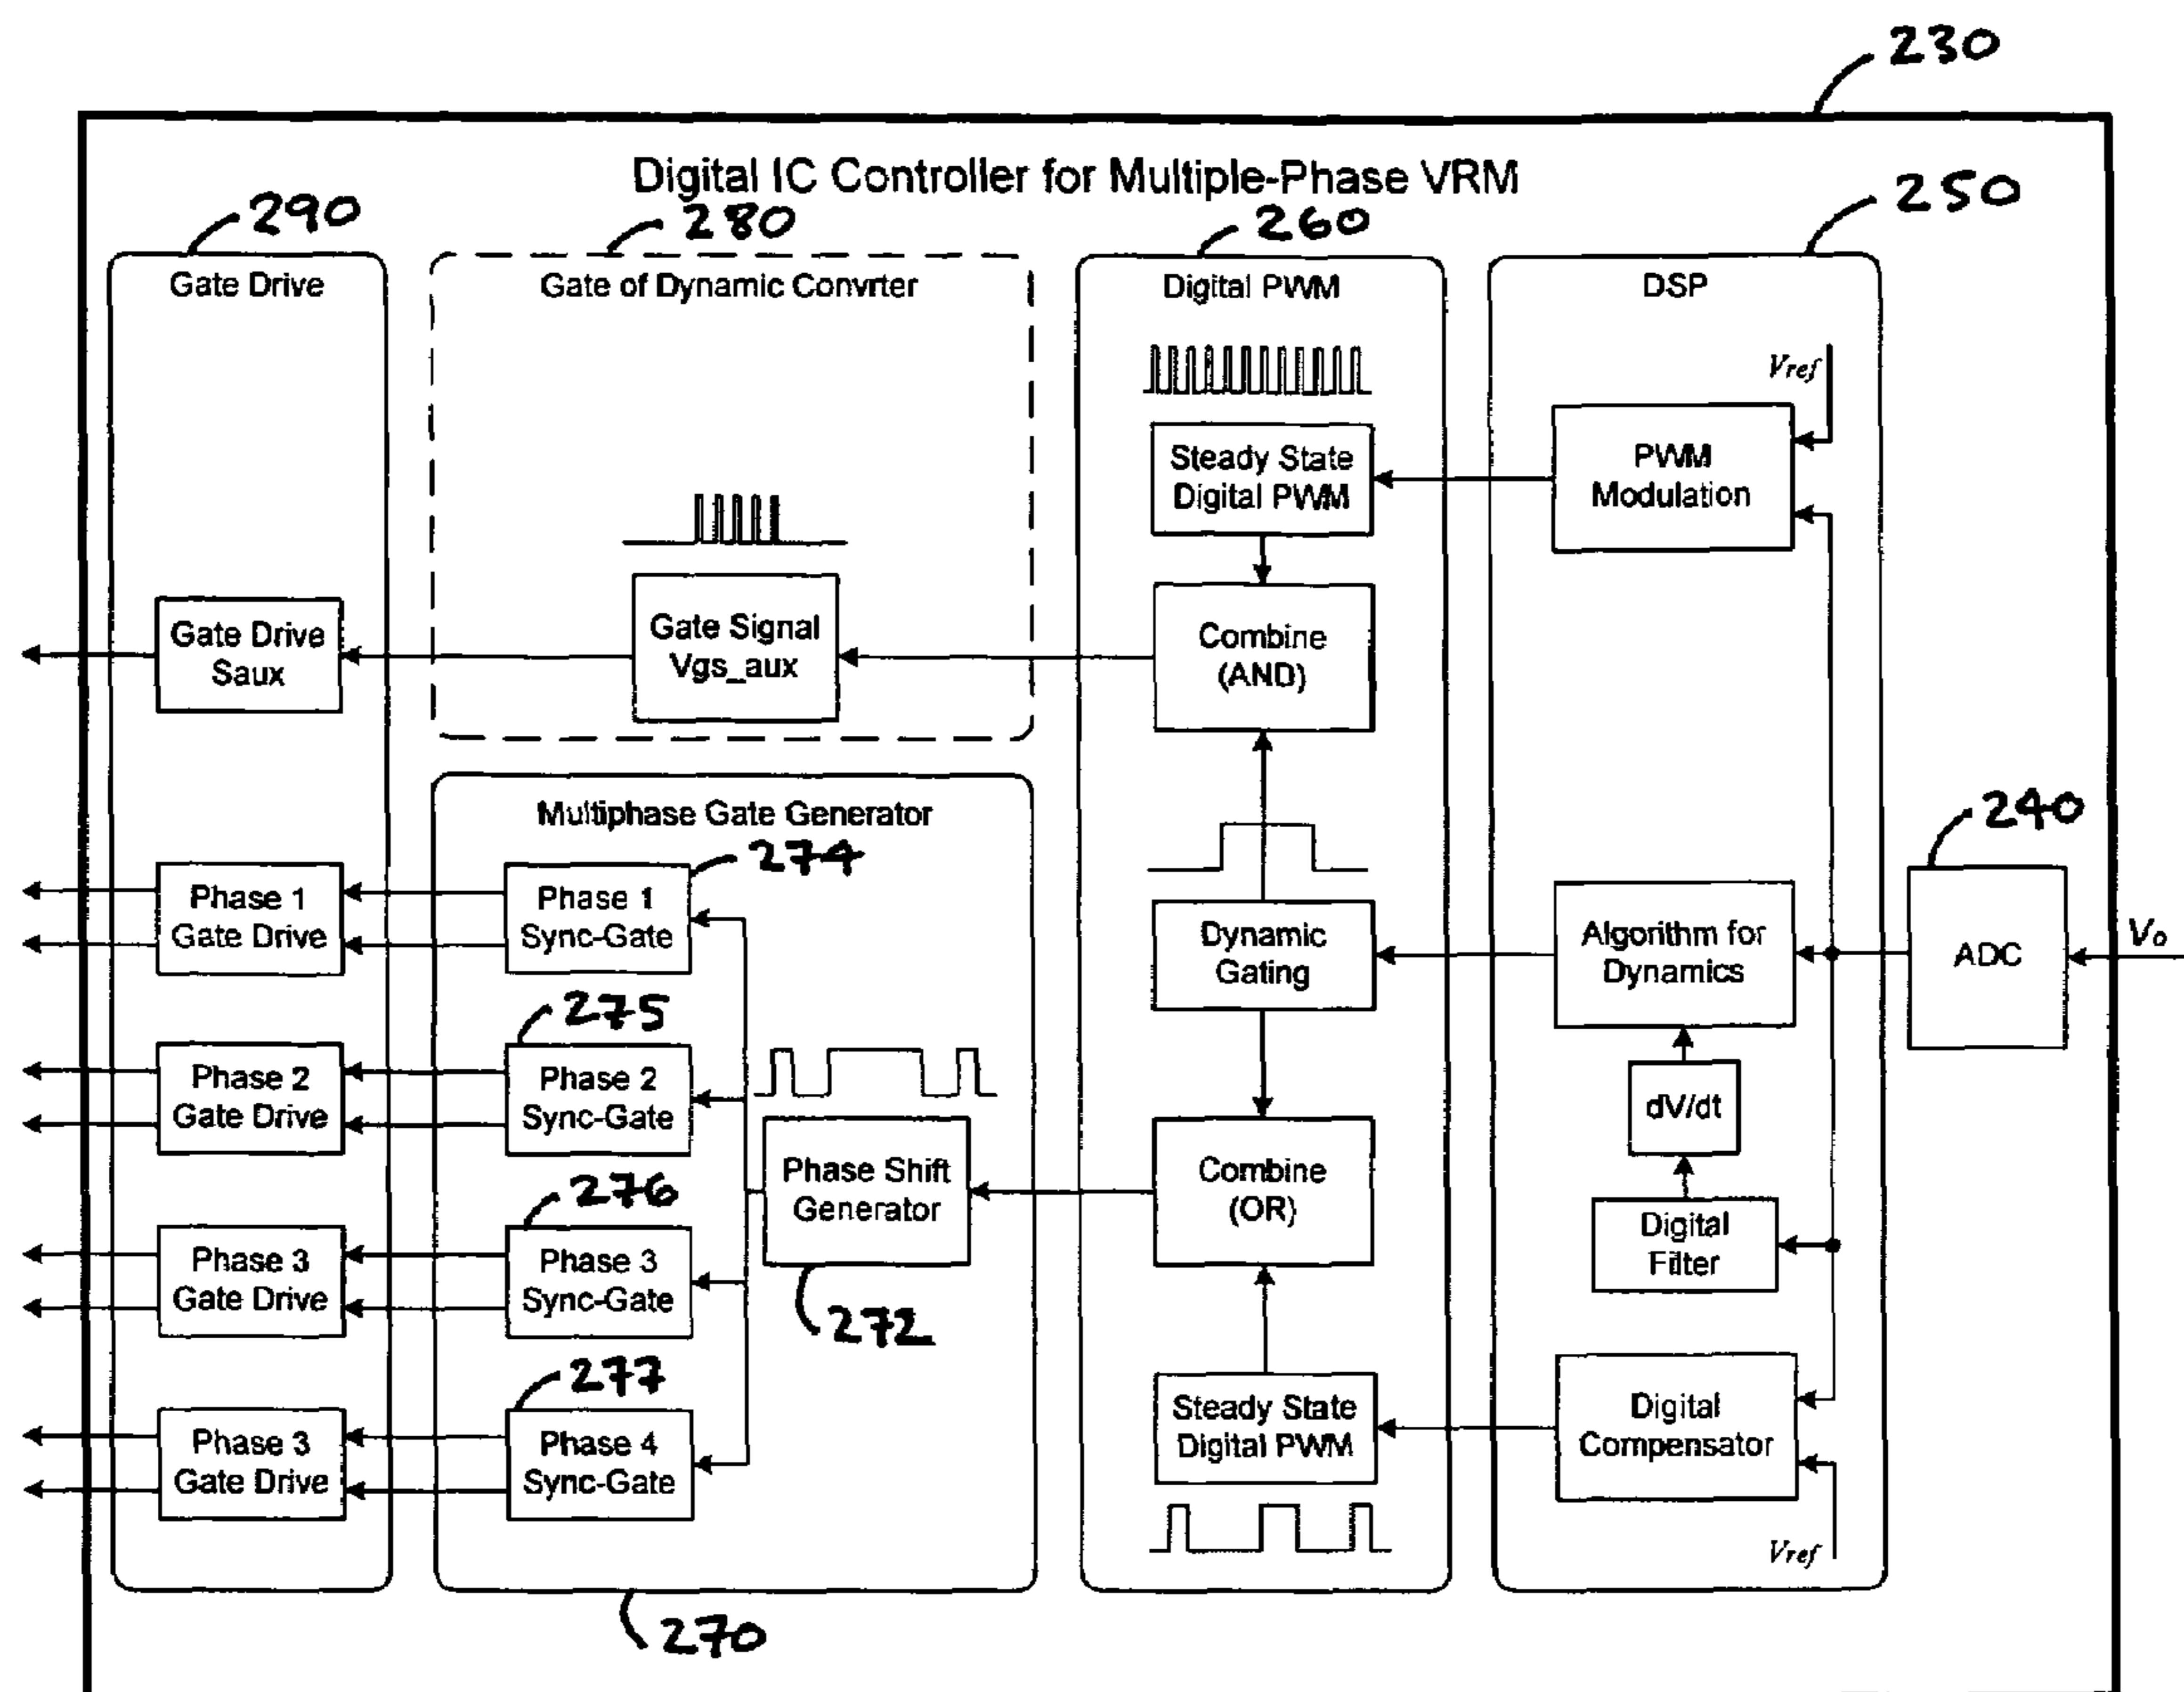 230
Digital IC Controller for Multiple-Phase VRM
290
280
260
250
Gate Drive
Gate of Dynamic Convrter
Digital PWM
DSP
Vref
PWM
Modulation
Steady State
Digital PWM
Gate Drive
Saux
Gate Signal
Vgs_aux
Combine
(AND)
Multiphase Gate Generator
240
274
Phase 1
Gate Drive
Phase 1
Sync-Gate
Dynamic
Gating
Algorithm for
Dynamics
ADC
Vo
275
Phase 2
Gate Drive
Phase 2
Sync-Gate
dV/dt
Phase Shift
Generator
Combine
(OR)
276
Phase 3
Gate Drive
Phase 3
Sync-Gate
Digital
Filter
272
277
Phase 3
Gate Drive
Phase 4
Sync-Gate
Steady State
Digital PWM
Digital
Compensator
Vref
270